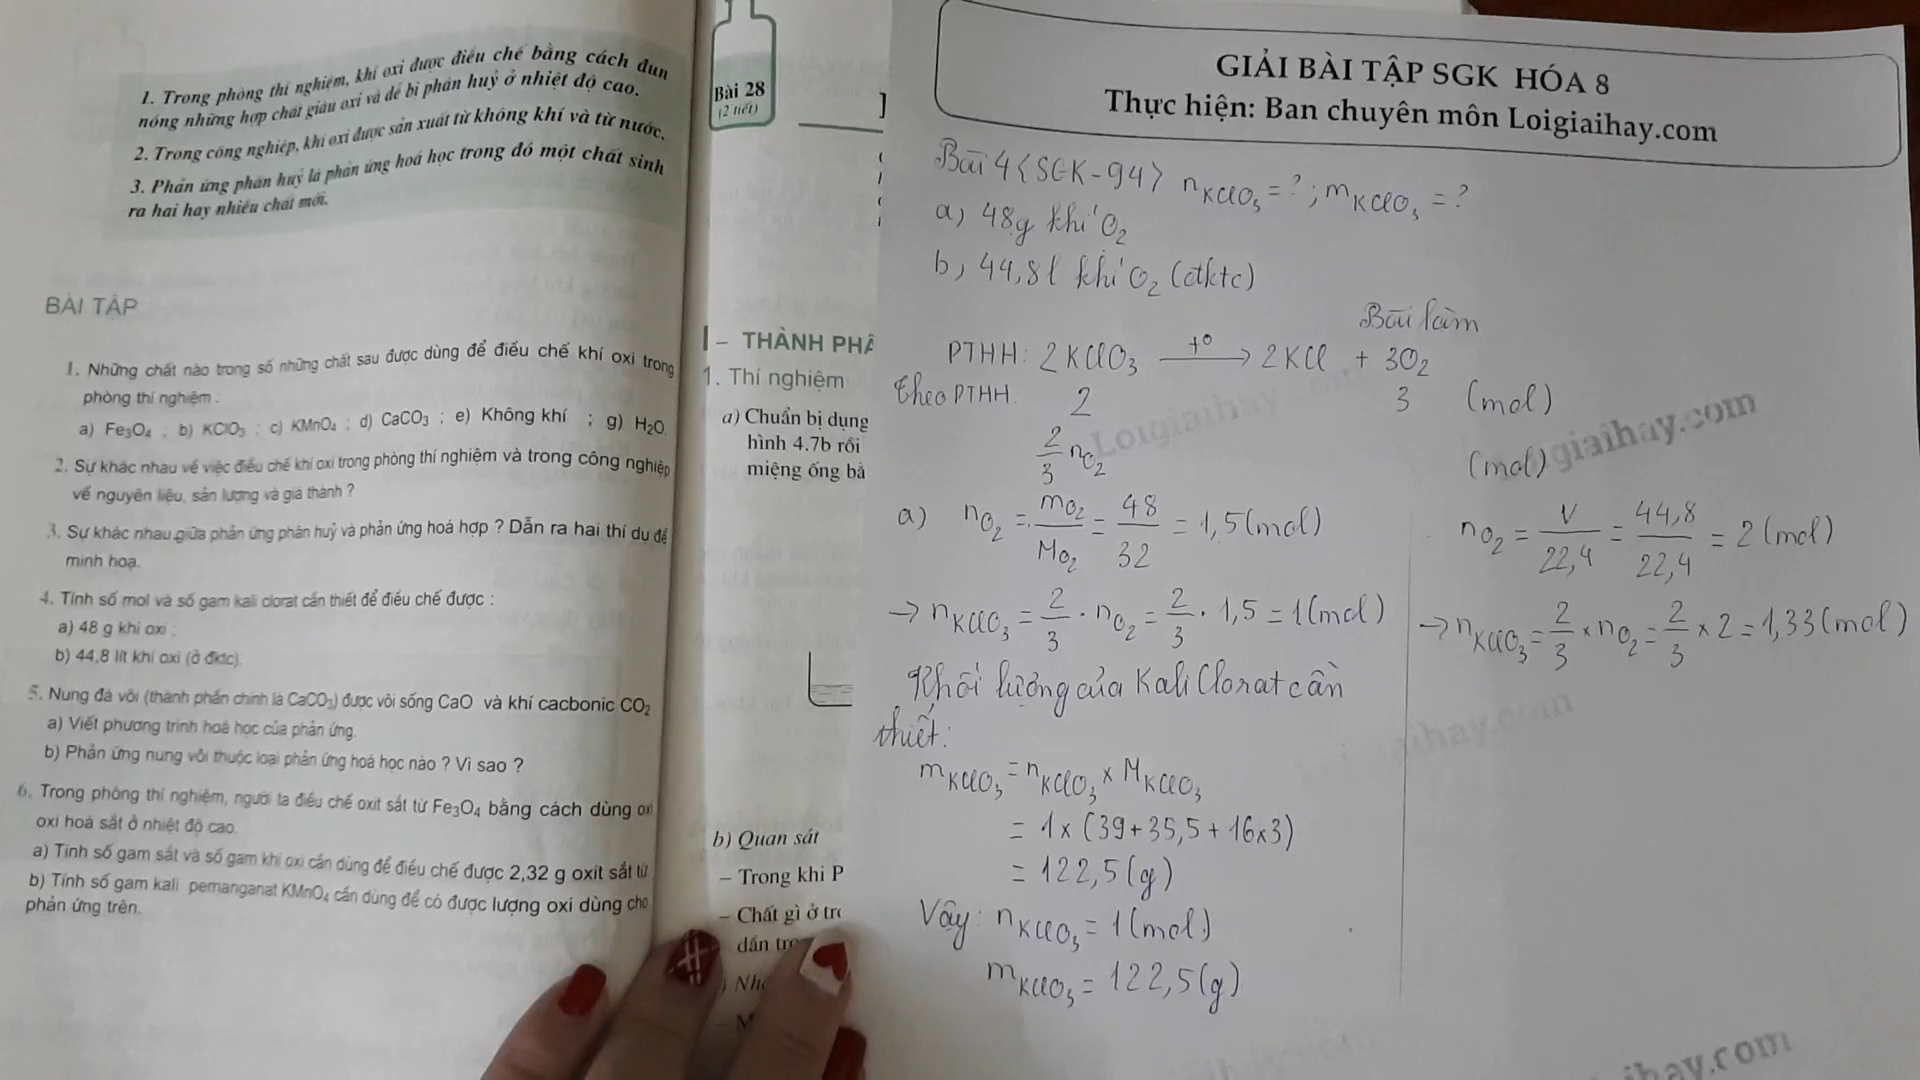 1. Trong phòng thí nghiệm, khí oxi được điều chế bằng cách đun
nóng những hợp chất giàu oxi và dễ bị phân huỷ ở nhiệt độ cao.
2. Trong công nghiệp, khí oxi được sản xuất từ không khí và từ nước.
3. Phản ứng phân huỷ là phản ứng hoá học trong đó một chất sinh
ra hai hay nhiều chất mới.
BÀI TẬP
1. Những chất nào trong số những chất sau được dùng để điều chế khí oxi trong
phòng thí nghiệm :
a) Fe₃O₄ ; b) KClO₃ ; c) KMnO₄ ; d) CaCO₃ ; e) Không khí ; g) H₂O.
2. Sự khác nhau về việc điều chế khí oxi trong phòng thí nghiệm và trong công nghiệp
về nguyên liệu, sản lượng và giá thành ?
3. Sự khác nhau giữa phản ứng phân huỷ và phản ứng hoá hợp ? Dẫn ra hai thí dụ để
minh hoạ.
4. Tính số mol và số gam kali clorat cần thiết để điều chế được :
a) 48 g khí oxi ;
b) 44,8 lít khí oxi (ở đktc).
5. Nung đá vôi (thành phần chính là CaCO₃) được vôi sống CaO và khí cacbonic CO₂
a) Viết phương trình hoá học của phản ứng.
b) Phản ứng nung vôi thuộc loại phản ứng hoá học nào ? Vì sao ?
6. Trong phòng thí nghiệm, người ta điều chế oxit sắt từ Fe₃O₄ bằng cách dùng oxi
oxi hoá sắt ở nhiệt độ cao.
a) Tính số gam sắt và số gam khí oxi cần dùng để điều chế được 2,32 g oxit sắt từ
b) Tính số gam kali pemanganat KMnO₄ cần dùng để có được lượng oxi dùng cho
phản ứng trên.
Bài 28
(2 tiết)
I – THÀNH PHẦ
1. Thí nghiệm
a) Chuẩn bị dụng
hình 4.7b rồi
miệng ống bằ
b) Quan sát
– Trong khi P
– Chất gì ở tro
dẫn tro
GIẢI BÀI TẬP SGK HÓA 8
Thực hiện: Ban chuyên môn Loigiaihay.com
Bài 4 <SGK-94> nKClO₃ = ? ; mKClO₃ = ?
a) 48g khí O₂
b) 44,8l khí O₂ (đktc)
Bài làm
PTHH: 2KClO₃ —t°→ 2KCl + 3O₂
Theo PTHH: 2 3 (mol)
2/3 nO₂ (mol)
a) nO₂ = mO₂/MO₂ = 48/32 = 1,5 (mol)
→ nKClO₃ = 2/3 . nO₂ = 2/3 . 1,5 = 1 (mol)
Khối lượng của Kali Clorat cần
thiết:
mKClO₃ = nKClO₃ x MKClO₃
= 1x (39+35,5+16x3)
= 122,5 (g)
Vậy: nKClO₃ = 1 (mol)
mKClO₃ = 122,5 (g)
nO₂ = V/22,4 = 44,8/22,4 = 2 (mol)
→ nKClO₃ = 2/3 x nO₂ = 2/3 x 2 = 1,33 (mol)
Loigiaihay.com
giaihay.com
aihay.com
ihay.com